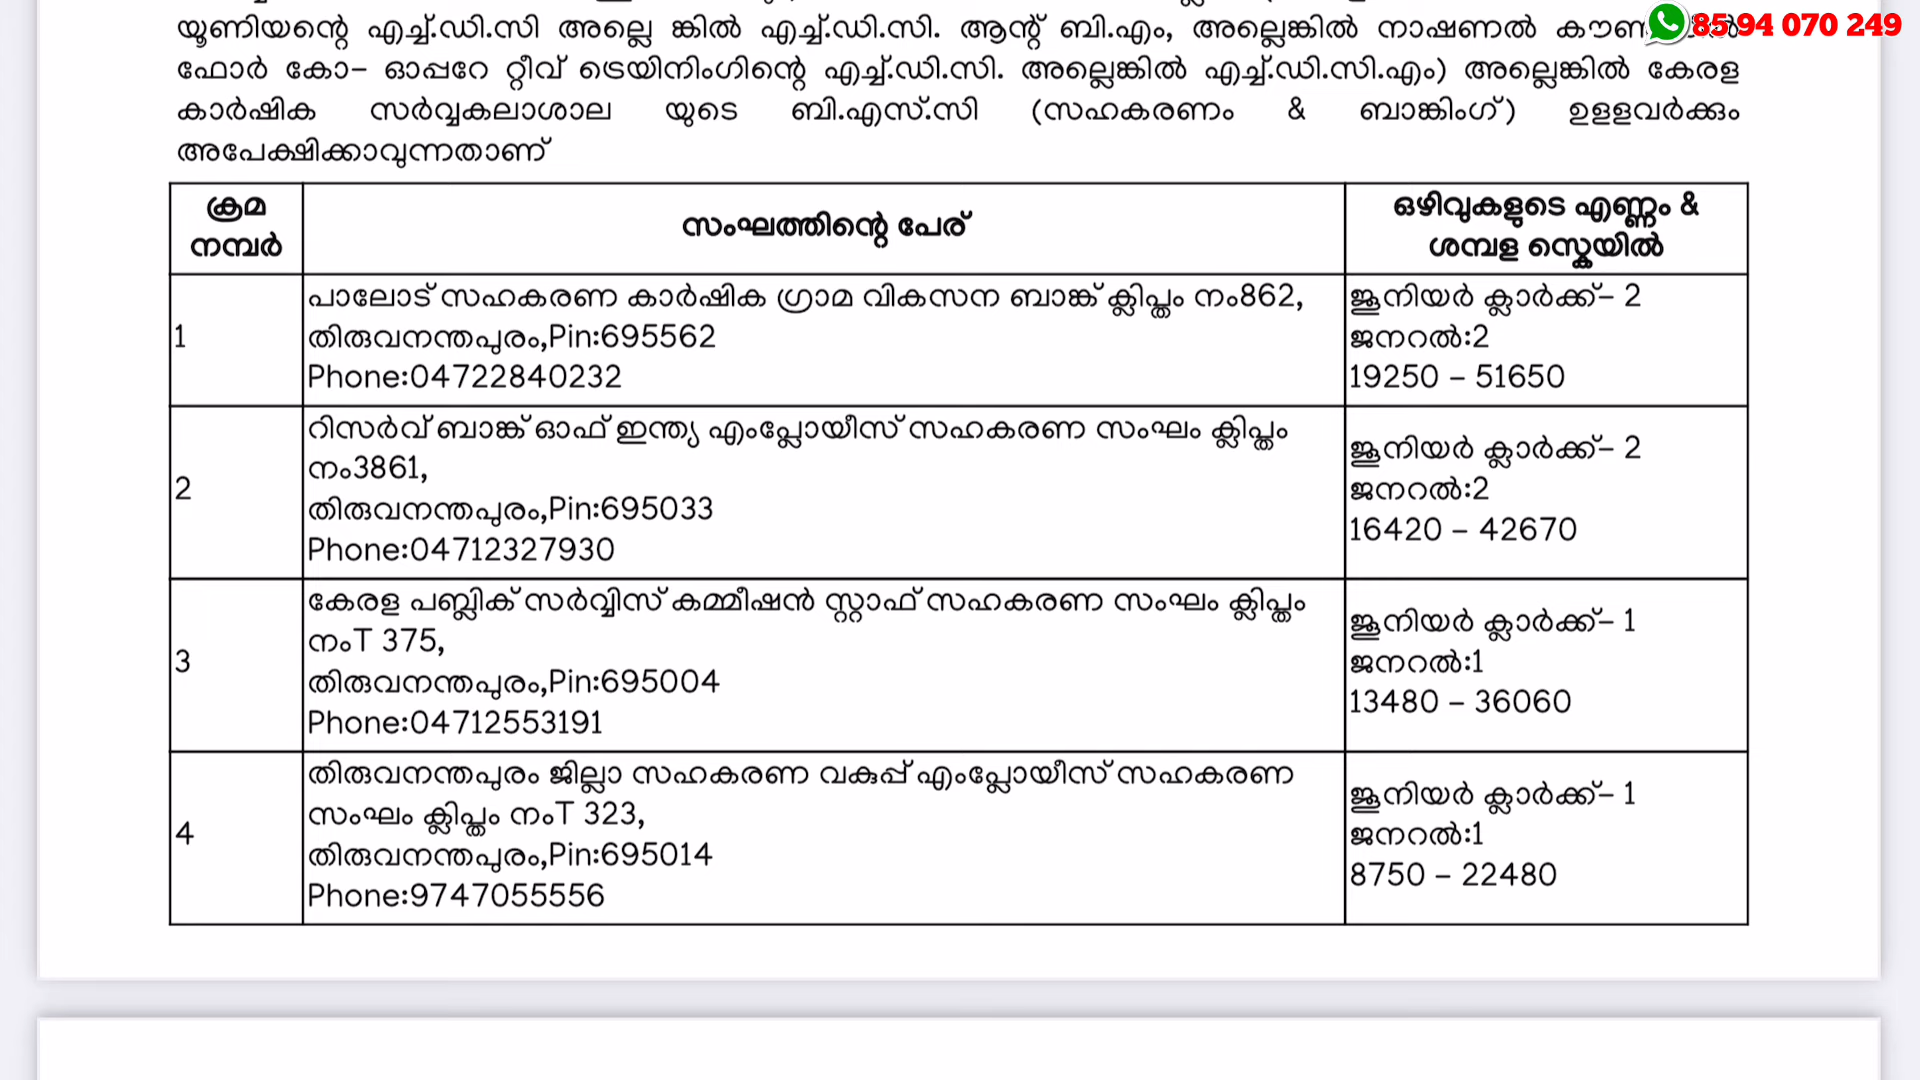 യൂണിയന്റെ എച്ച്.ഡി.സി അല്ലെ ങ്കിൽ എച്ച്.ഡി.സി. ആന്റ് ബി.എം, അല്ലെങ്കിൽ നാഷണൽ
ഫോർ കോ- ഓപ്പറേ റ്റീവ് ട്രെയിനിംഗിന്റെ എച്ച്.ഡി.സി. അല്ലെങ്കിൽ എച്ച്.ഡി.സി.എം) അല്ലെങ്കിൽ കേരള
കാർഷിക സർവ്വകലാശാല യുടെ ബി.എസ്.സി (സഹകരണം & ബാങ്കിംഗ്) ഉളളവർക്കും
അപേക്ഷിക്കാവുന്നതാണ്
85 94 070 249
ക്രമ
നമ്പർ
സംഘത്തിന്റെ പേര്
ഒഴിവുകളുടെ എണ്ണം &
ശമ്പള സ്കെയിൽ
1
പാലോട് സഹകരണ കാർഷിക ഗ്രാമ വികസന ബാങ്ക് ക്ലിപ്തം നം862,
തിരുവനന്തപുരം,Pin:695562
Phone:04722840232
ജൂനിയർ ക്ലാർക്ക്- 2
ജനറൽ:2
19250 – 51650
2
റിസർവ് ബാങ്ക് ഓഫ് ഇന്ത്യ എംപ്ലോയീസ് സഹകരണ സംഘം ക്ലിപ്തം
നം3861,
തിരുവനന്തപുരം,Pin:695033
Phone:04712327930
ജൂനിയർ ക്ലാർക്ക്- 2
ജനറൽ:2
16420 – 42670
3
കേരള പബ്ലിക് സർവ്വിസ് കമ്മീഷൻ സ്റ്റാഫ് സഹകരണ സംഘം ക്ലിപ്തം
നംT 375,
തിരുവനന്തപുരം,Pin:695004
Phone:04712553191
ജൂനിയർ ക്ലാർക്ക്- 1
ജനറൽ:1
13480 – 36060
4
തിരുവനന്തപുരം ജില്ലാ സഹകരണ വകുപ്പ് എംപ്ലോയീസ് സഹകരണ
സംഘം ക്ലിപ്തം നംT 323,
തിരുവനന്തപുരം,Pin:695014
Phone:9747055556
ജൂനിയർ ക്ലാർക്ക്- 1
ജനറൽ:1
8750 – 22480